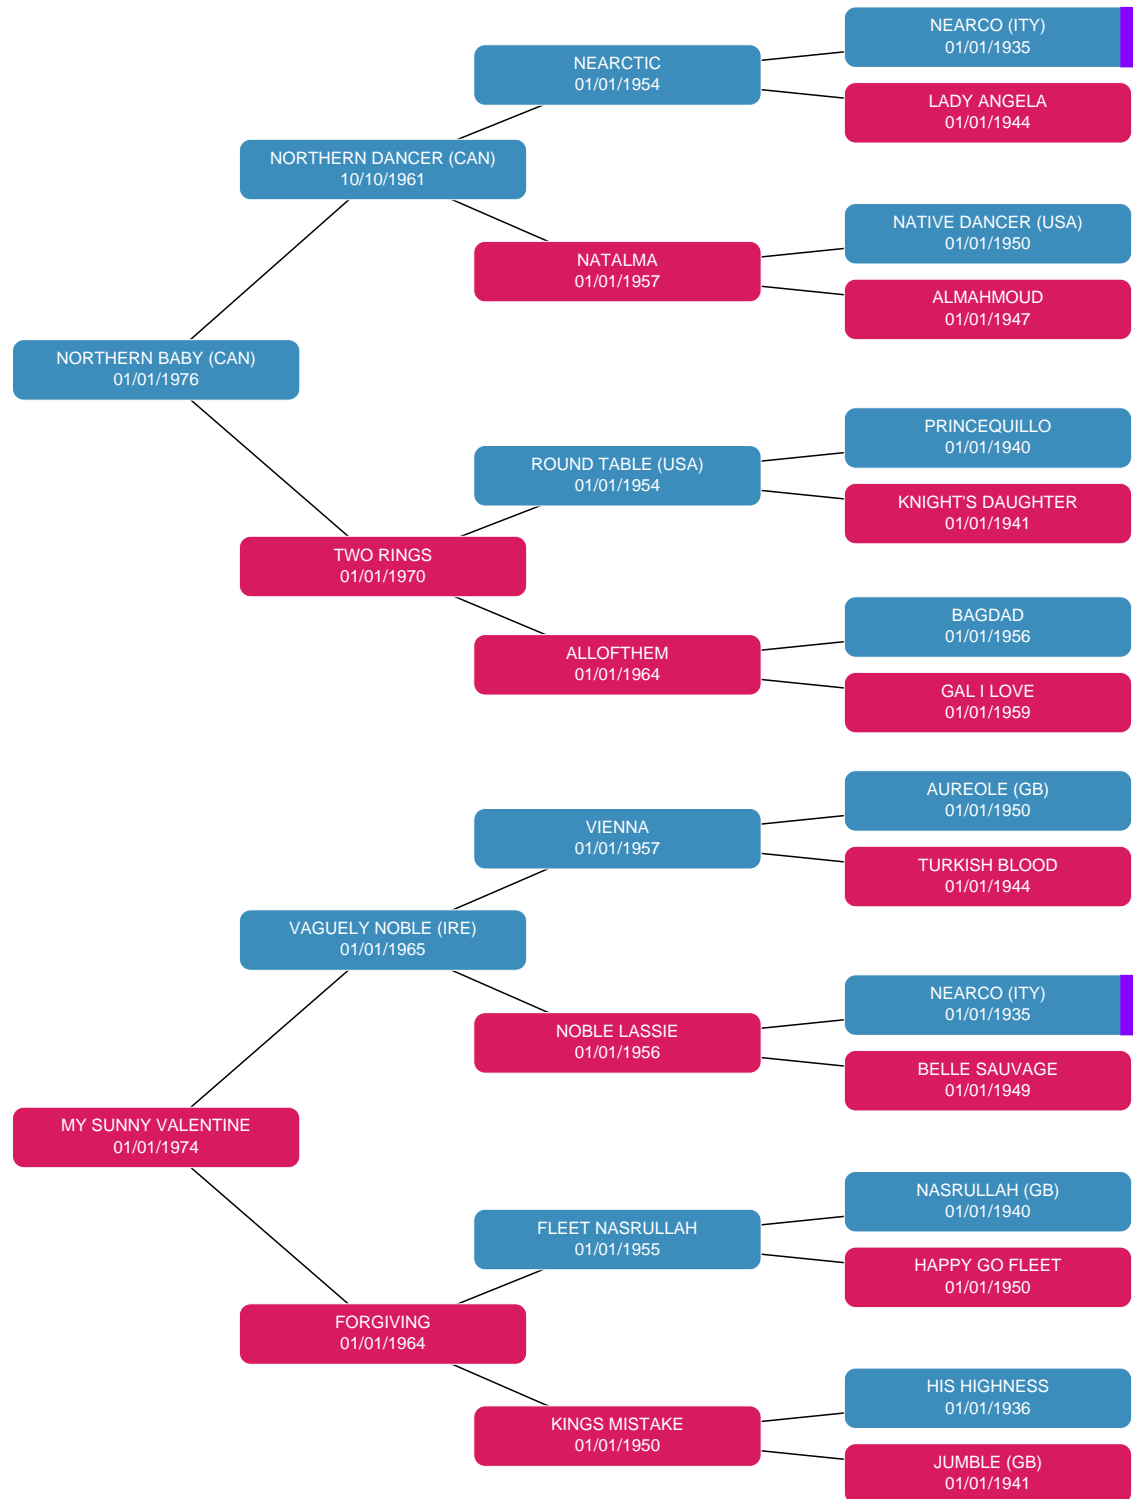 NEARCO (ITY)
01/01/1935
NEARCTIC
01/01/1954
LADY ANGELA
01/01/1944
NORTHERN DANCER (CAN)
10/10/1961
NATIVE DANCER (USA)
01/01/1950
NATALMA
01/01/1957
ALMAHMOUD
01/01/1947
NORTHERN BABY (CAN)
01/01/1976
PRINCEQUILLO
01/01/1940
ROUND TABLE (USA)
01/01/1954
KNIGHT'S DAUGHTER
01/01/1941
TWO RINGS
01/01/1970
BAGDAD
01/01/1956
ALLOFTHEM
01/01/1964
GAL I LOVE
01/01/1959
AUREOLE (GB)
01/01/1950
VIENNA
01/01/1957
TURKISH BLOOD
01/01/1944
VAGUELY NOBLE (IRE)
01/01/1965
NEARCO (ITY)
01/01/1935
NOBLE LASSIE
01/01/1956
BELLE SAUVAGE
01/01/1949
MY SUNNY VALENTINE
01/01/1974
NASRULLAH (GB)
01/01/1940
FLEET NASRULLAH
01/01/1955
HAPPY GO FLEET
01/01/1950
FORGIVING
01/01/1964
HIS HIGHNESS
01/01/1936
KINGS MISTAKE
01/01/1950
JUMBLE (GB)
01/01/1941